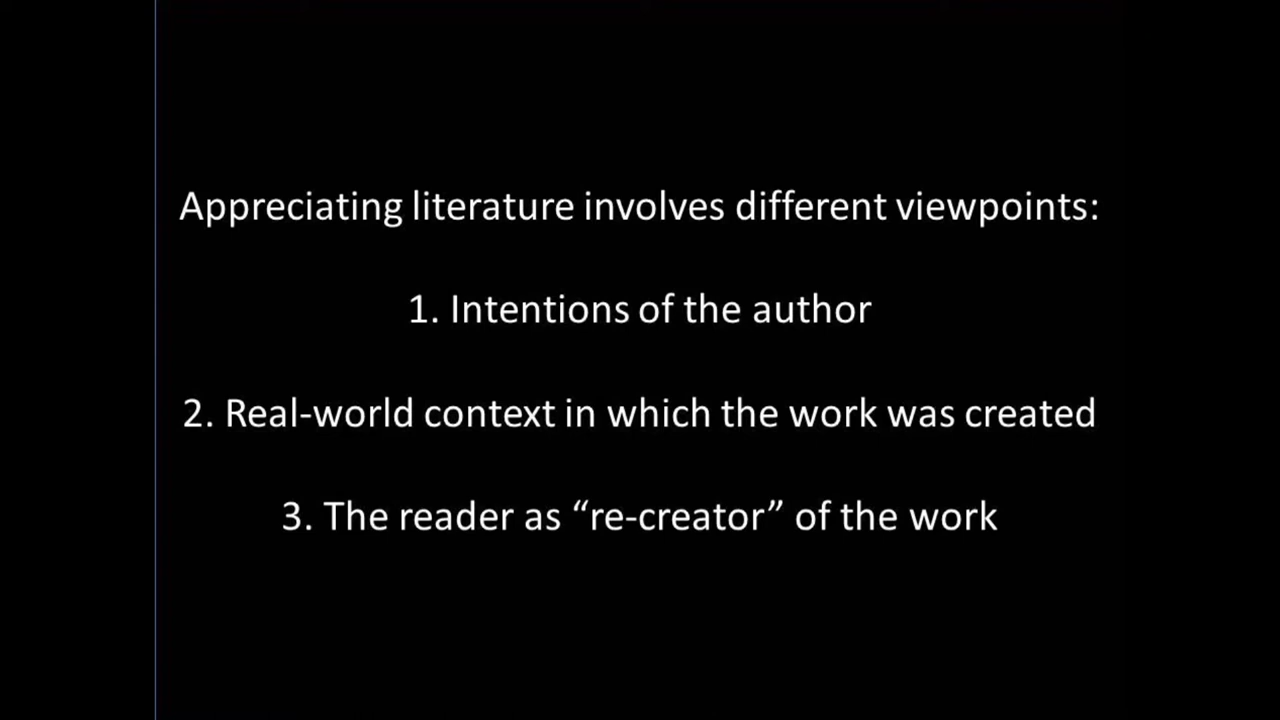 Appreciating literature involves different viewpoints:
1. Intentions of the author
2. Real-world context in which the work was created
3. The reader as “re-creator” of the work